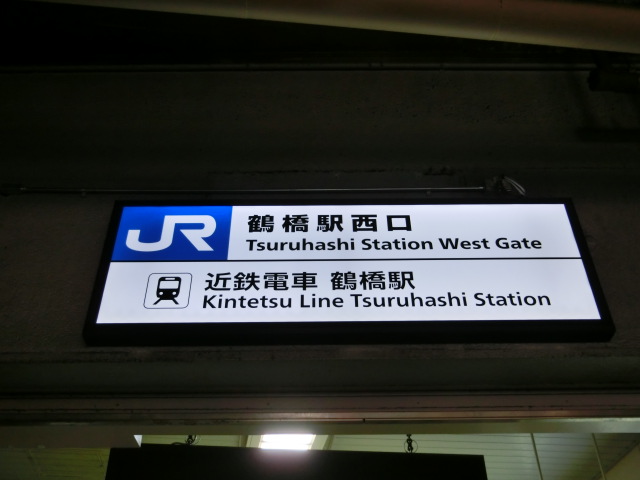 JR 鶴橋駅西口
Tsuruhashi Station West Gate
近鉄電車 鶴橋駅
Kintetsu Line Tsuruhashi Station